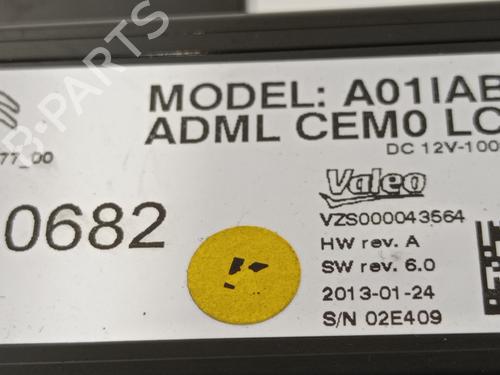 MODEL: A01IAB
ADML CEM0 LC
DC 12V-100
77_00
0682
Valeo
VZS000043564
HW rev. A
SW rev. 6.0
2013-01-24
S/N 02E409
B-PARTS